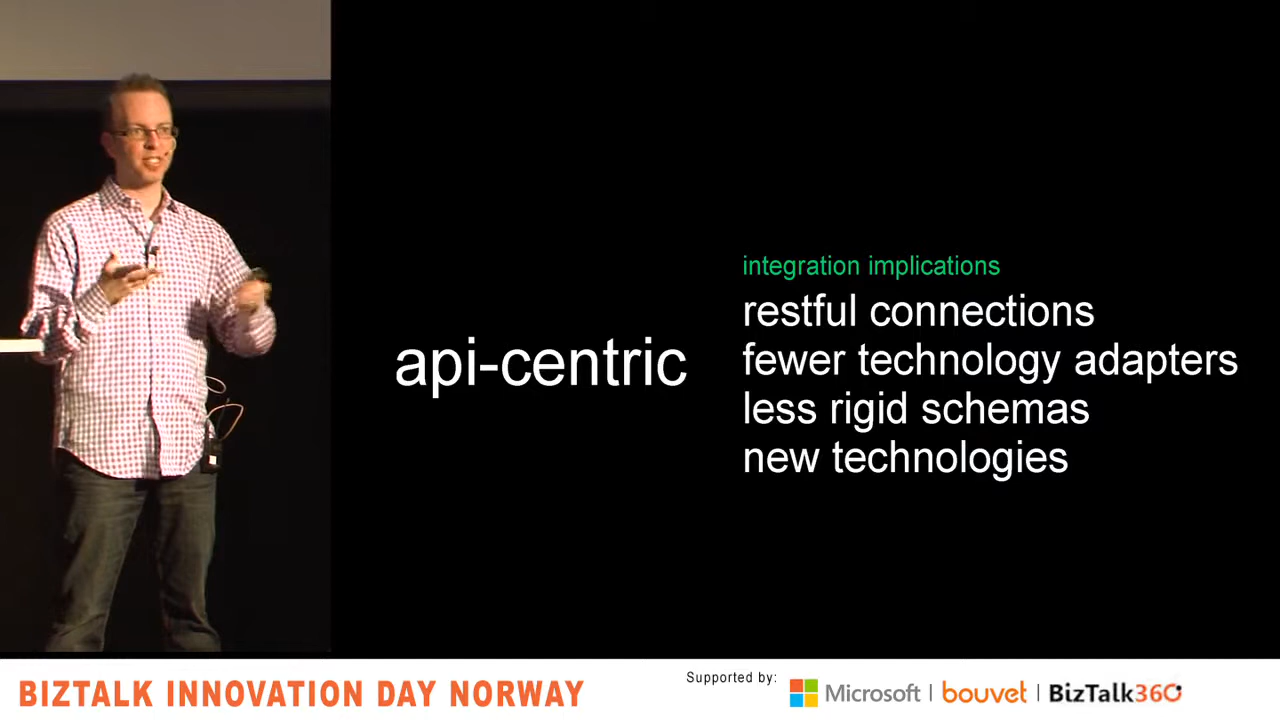 integration implications
api-centric
restful connections
fewer technology adapters
less rigid schemas
new technologies
BIZTALK INNOVATION DAY NORWAY
Supported by:
Microsoft | bouvet | BizTalk360